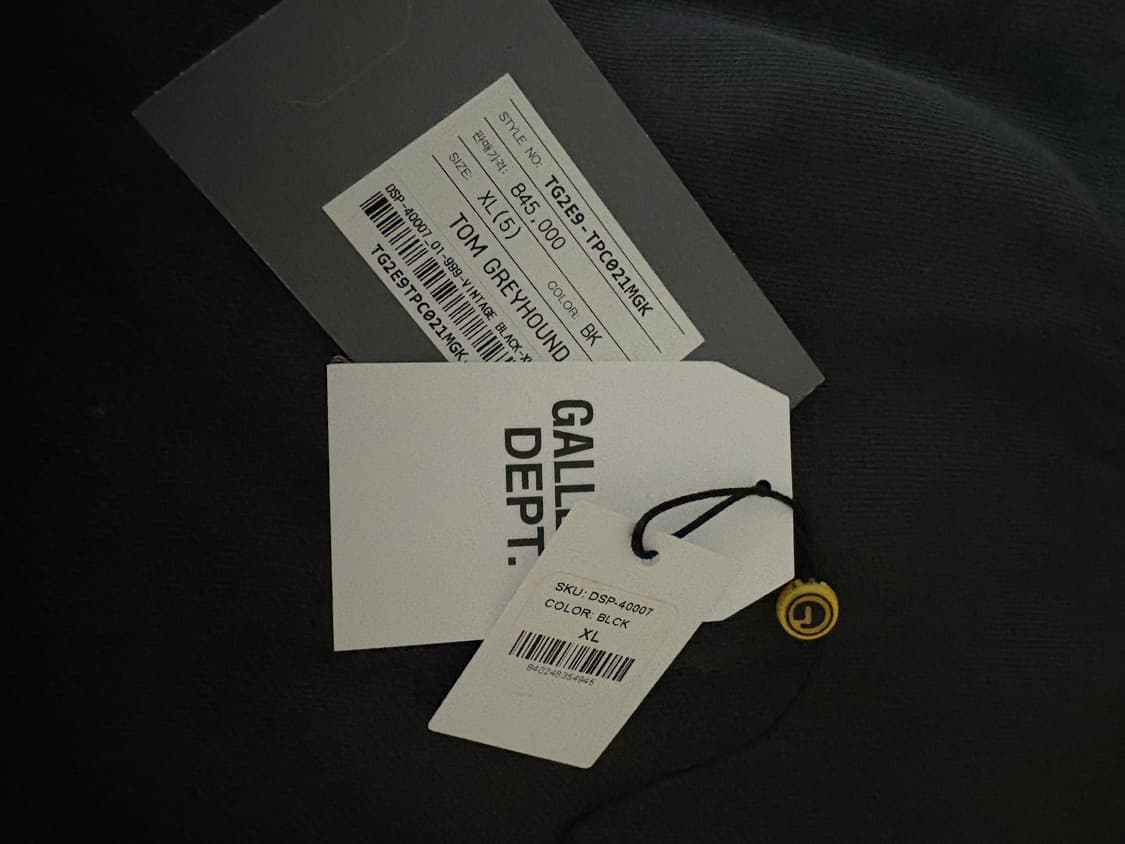 STYLE NO: TG2E9-TPC021MGK
판매가격: 845,000
SIZE: XL(5) COLOR: BK
TOM GREYHOUND
DSP-40007_01-999-VINTAGE BLACK-X
TG2E9TPC021MGK
GALL
DEPT.
SKU: DSP-40007
COLOR: BLCK
XL
840248354945